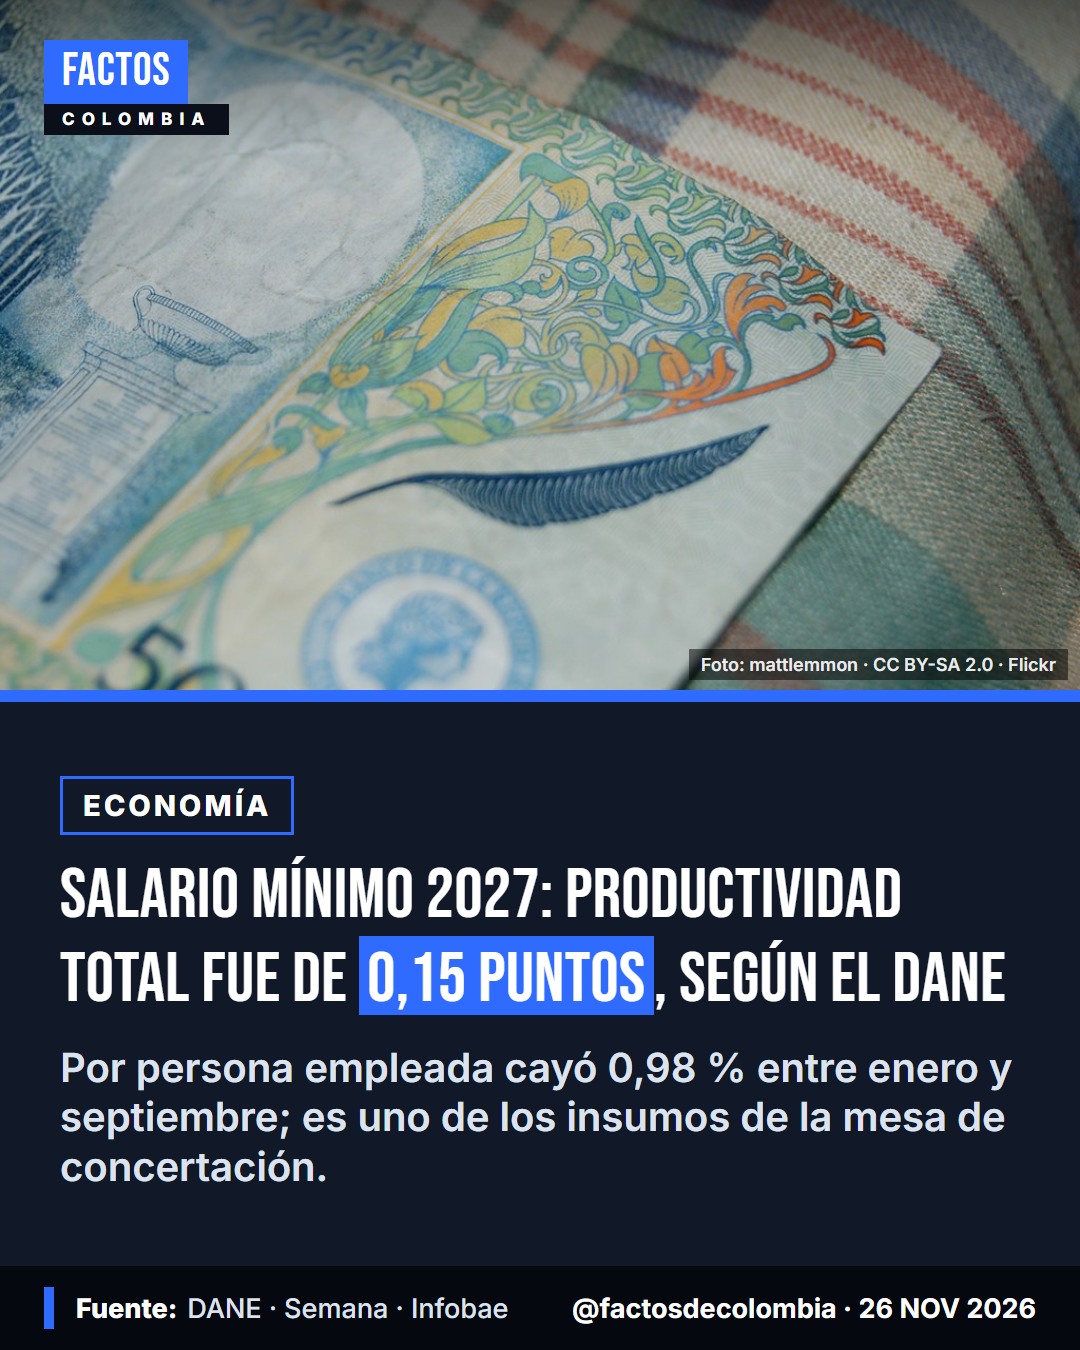 FACTOS
COLOMBIA
50
Foto: mattlemmon · CC BY-SA 2.0 · Flickr
ECONOMÍA
SALARIO MÍNIMO 2027: PRODUCTIVIDAD
TOTAL FUE DE 0,15 PUNTOS, SEGÚN EL DANE
Por persona empleada cayó 0,98 % entre enero y
septiembre; es uno de los insumos de la mesa de
concertación.
Fuente: DANE · Semana · Infobae
@factosdecolombia · 26 NOV 2026